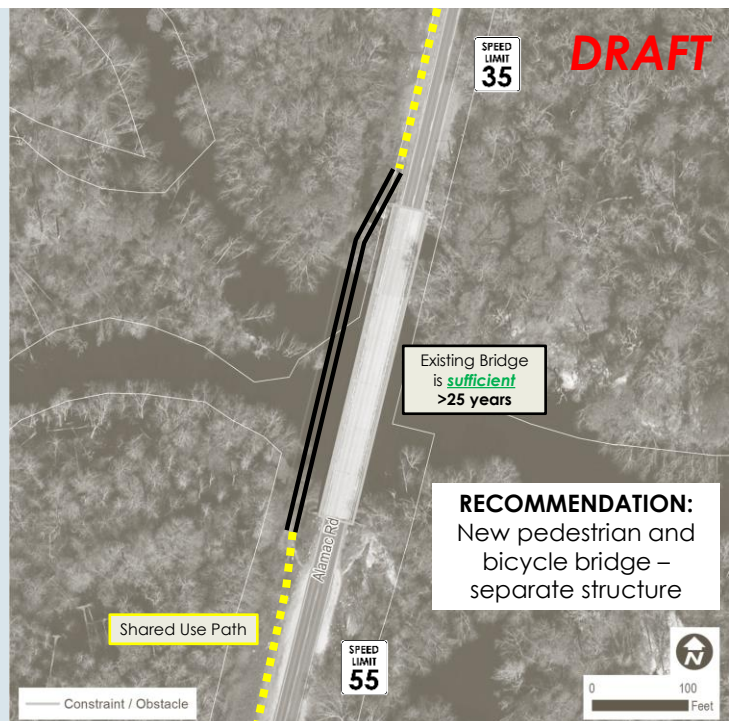 DRAFT
SPEED
LIMIT
35
Existing Bridge
is sufficient
>25 years
RECOMMENDATION:
New pedestrian and
bicycle bridge –
separate structure
Alamac Rd
Shared Use Path
SPEED
LIMIT
55
N
Constraint / Obstacle
0 100
Feet